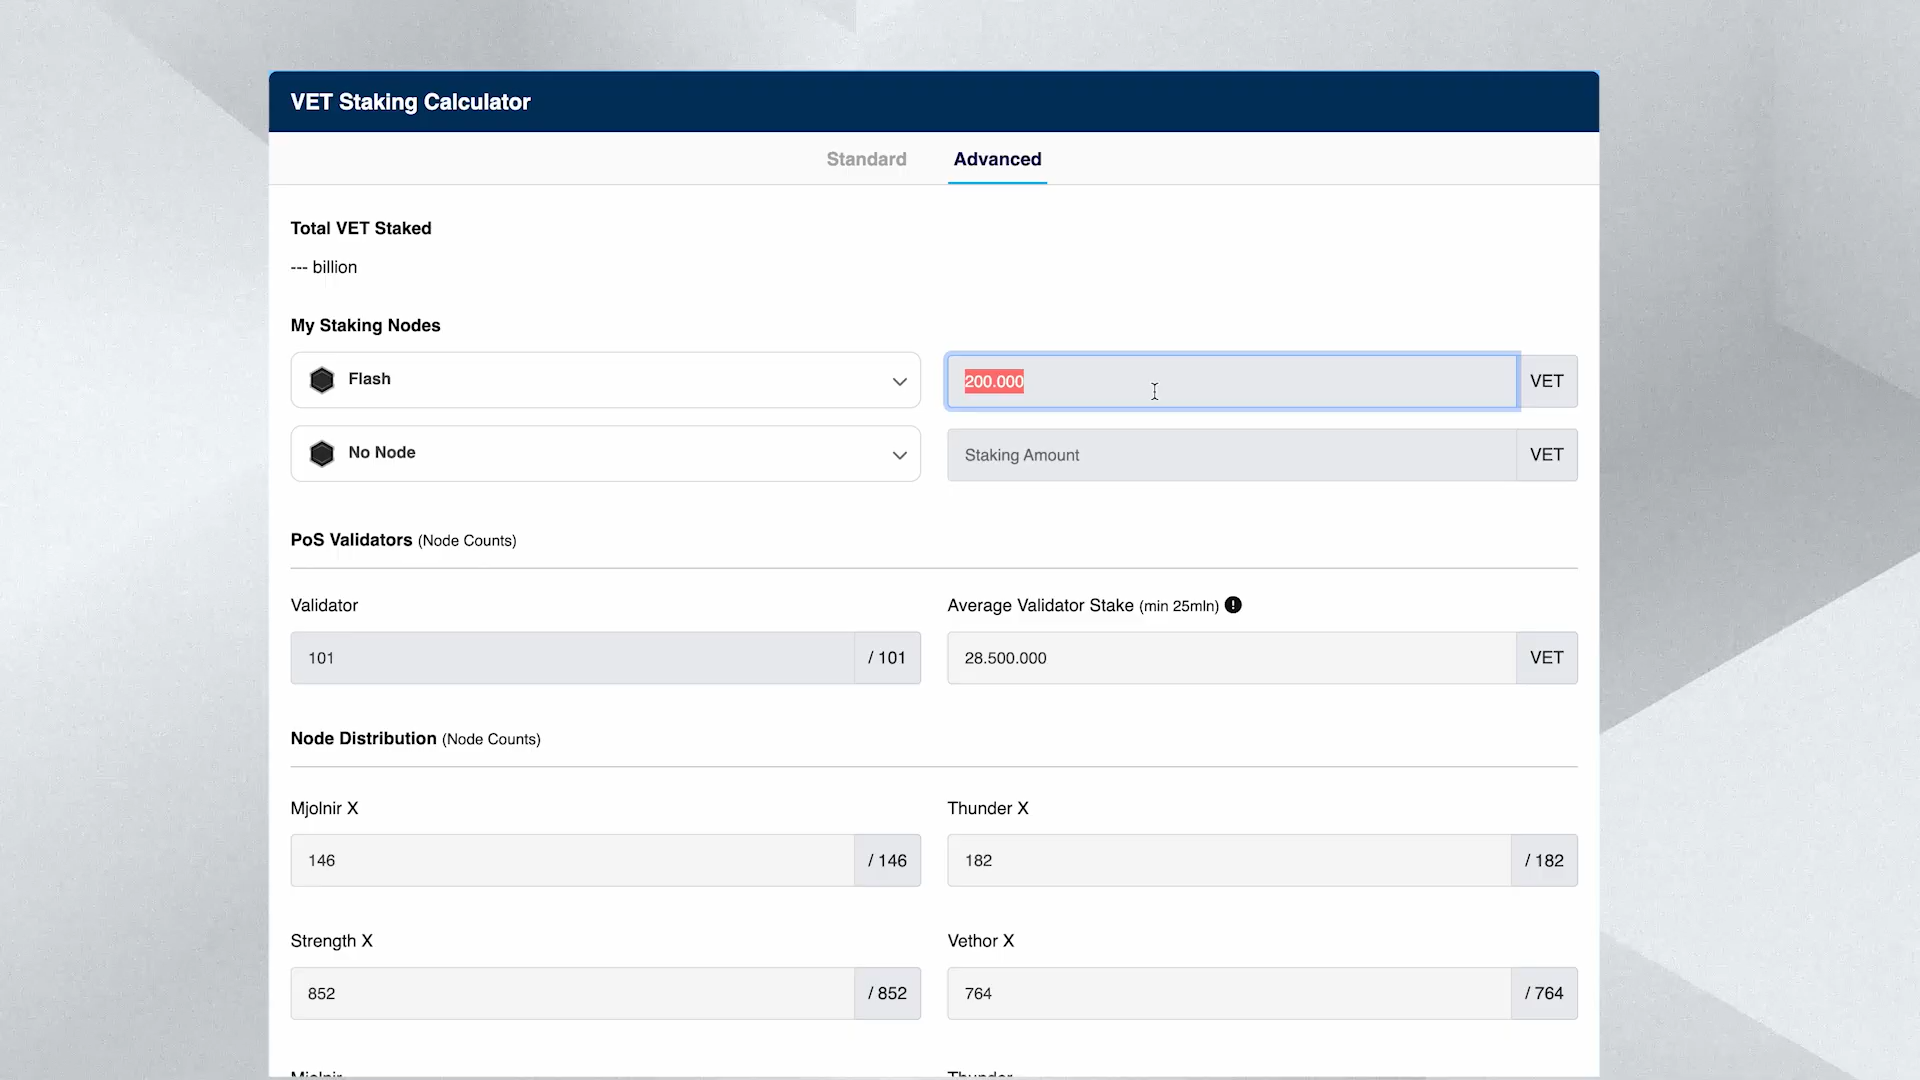 VET Staking Calculator
Standard Advanced
Total VET Staked
--- billion
My Staking Nodes
Flash 200.000 VET
No Node Staking Amount VET
PoS Validators (Node Counts)
Validator Average Validator Stake (min 25mln)
101 / 101 28.500.000 VET
Node Distribution (Node Counts)
Mjolnir X Thunder X
146 / 146 182 / 182
Strength X Vethor X
852 / 852 764 / 764
Mjolnir Thunder